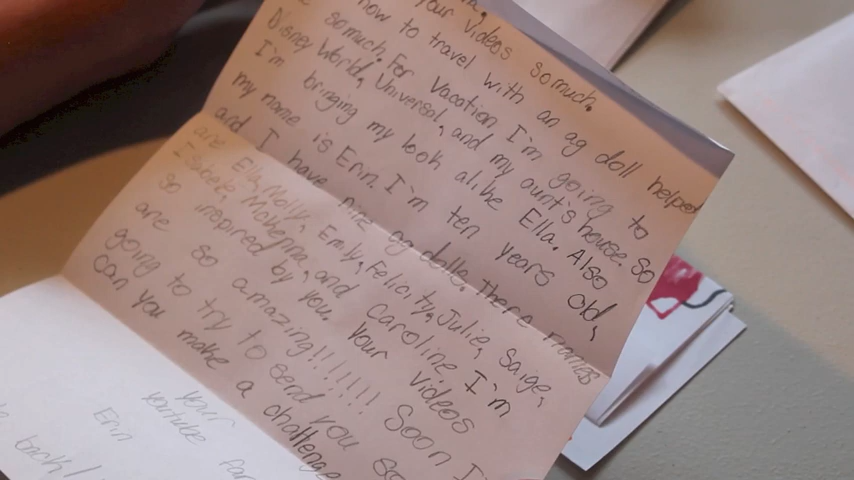 your videos so much.
how to travel with an ag doll helped
so much. For vacation I'm going to
Disney World, Universal, and my aunt's house. So
I'm bringing my look alike Ella. Also
my name is Erin. I'm ten years old,
and I have nine ag dolls. There names
are Ella, Molly, Emily, Felicity, Julie, Saige,
Isabelle, McKenna, and Caroline I'm
so inspired by you. Your videos
are so amazing!!!!!!! Soon I
going to try to send you
can you make a challenge
your
youtube fan
Erin
back!